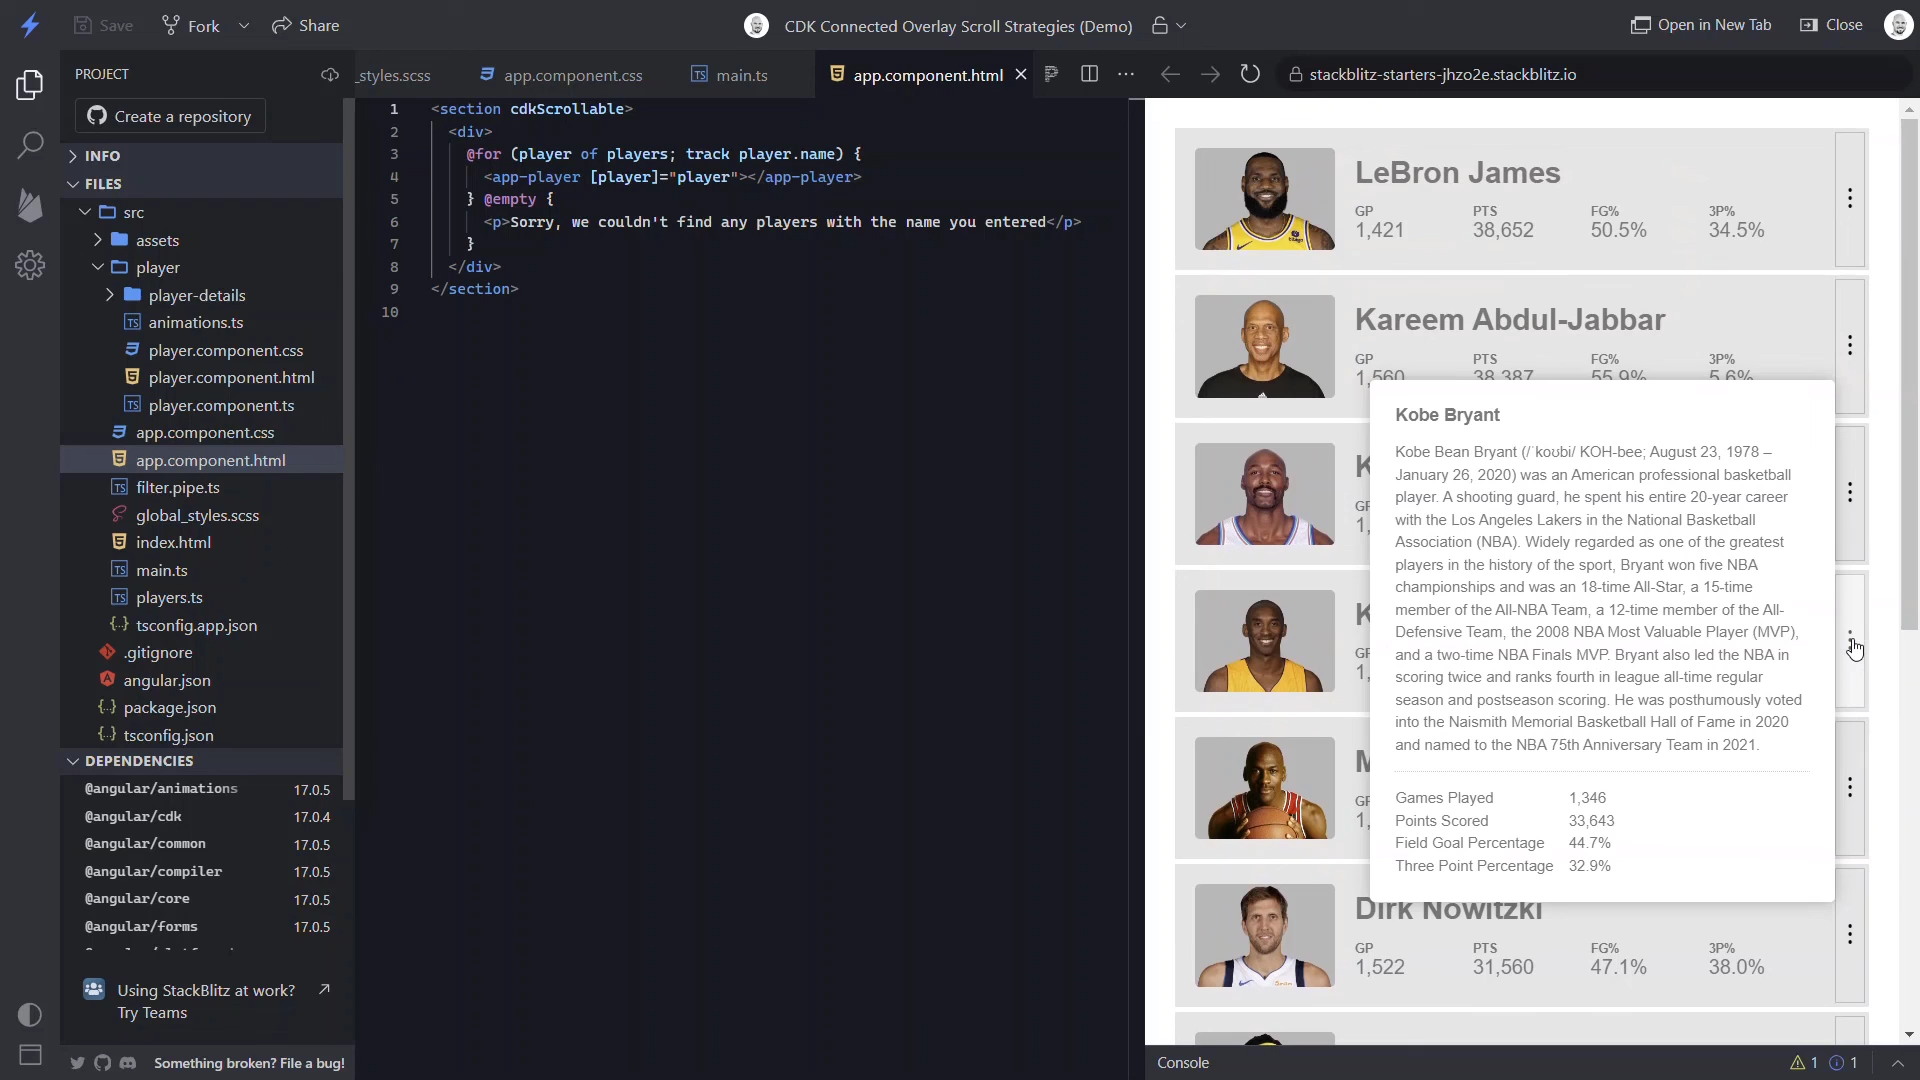 Save
Fork
Share
CDK Connected Overlay Scroll Strategies (Demo)
Open in New Tab
Close
PROJECT
Create a repository
INFO
FILES
src
assets
player
player-details
animations.ts
player.component.css
player.component.html
player.component.ts
app.component.css
app.component.html
filter.pipe.ts
global_styles.scss
index.html
main.ts
players.ts
tsconfig.app.json
.gitignore
angular.json
package.json
tsconfig.json
DEPENDENCIES
@angular/animations 17.0.5
@angular/cdk 17.0.4
@angular/common 17.0.5
@angular/compiler 17.0.5
@angular/core 17.0.5
@angular/forms 17.0.5
Using StackBlitz at work?
Try Teams
Something broken? File a bug!
_styles.scss
app.component.css
main.ts
app.component.html
1 <section cdkScrollable>
2 <div>
3 @for (player of players; track player.name) {
4 <app-player [player]="player"></app-player>
5 } @empty {
6 <p>Sorry, we couldn't find any players with the name you entered</p>
7 }
8 </div>
9 </section>
10
stackblitz-starters-jhzo2e.stackblitz.io
LeBron James
GP PTS FG% 3P%
1,421 38,652 50.5% 34.5%
Kareem Abdul-Jabbar
GP PTS FG% 3P%
1,560 38,387 55.9% 5.6%
Kobe Bryant
Kobe Bean Bryant (/ˈkoʊbi/ KOH-bee; August 23, 1978 –
January 26, 2020) was an American professional basketball
player. A shooting guard, he spent his entire 20-year career
with the Los Angeles Lakers in the National Basketball
Association (NBA). Widely regarded as one of the greatest
players in the history of the sport, Bryant won five NBA
championships and was an 18-time All-Star, a 15-time
member of the All-NBA Team, a 12-time member of the All-
Defensive Team, the 2008 NBA Most Valuable Player (MVP),
and a two-time NBA Finals MVP. Bryant also led the NBA in
scoring twice and ranks fourth in league all-time regular
season and postseason scoring. He was posthumously voted
into the Naismith Memorial Basketball Hall of Fame in 2020
and named to the NBA 75th Anniversary Team in 2021.
Games Played 1,346
Points Scored 33,643
Field Goal Percentage 44.7%
Three Point Percentage 32.9%
Dirk Nowitzki
GP PTS FG% 3P%
1,522 31,560 47.1% 38.0%
Console
1
1